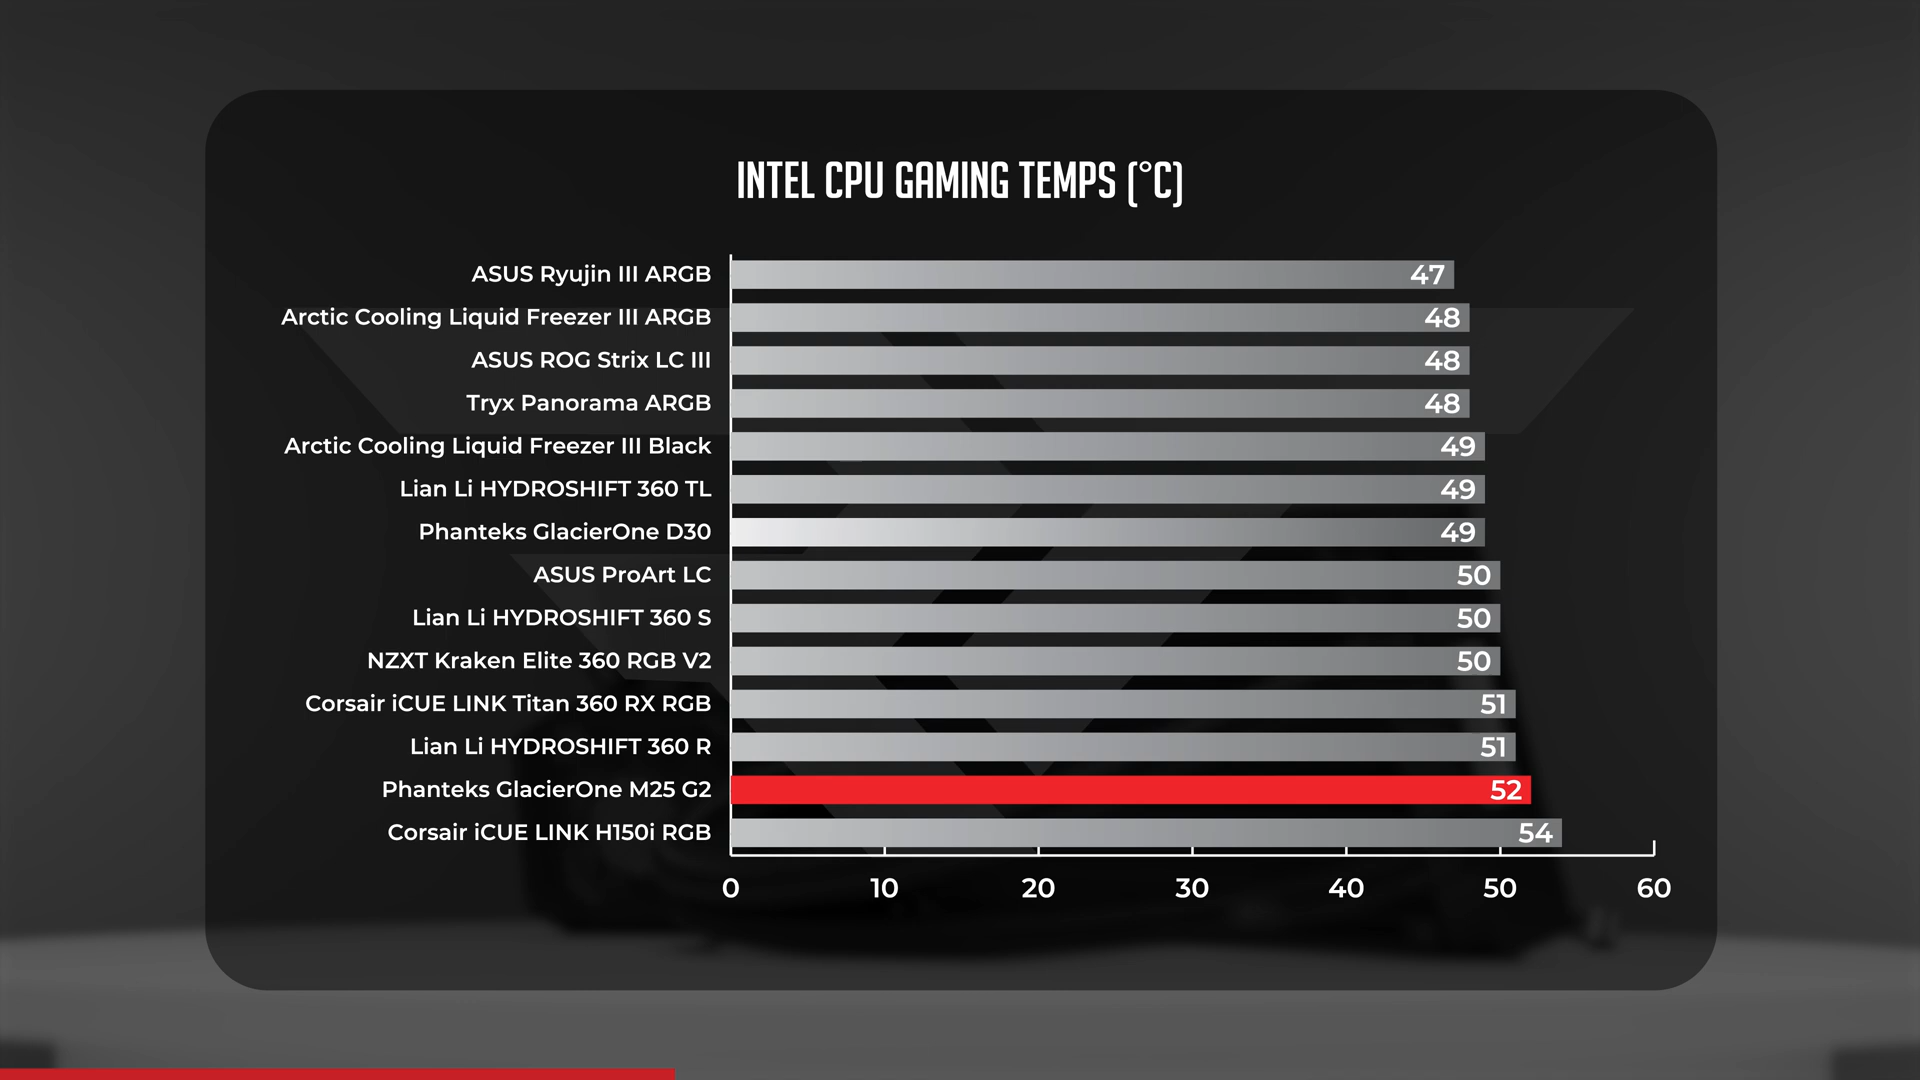 INTEL CPU GAMING TEMPS (°C)
ASUS Ryujin III ARGB 47
Arctic Cooling Liquid Freezer III ARGB 48
ASUS ROG Strix LC III 48
Tryx Panorama ARGB 48
Arctic Cooling Liquid Freezer III Black 49
Lian Li HYDROSHIFT 360 TL 49
Phanteks GlacierOne D30 49
ASUS ProArt LC 50
Lian Li HYDROSHIFT 360 S 50
NZXT Kraken Elite 360 RGB V2 50
Corsair iCUE LINK Titan 360 RX RGB 51
Lian Li HYDROSHIFT 360 R 51
Phanteks GlacierOne M25 G2 52
Corsair iCUE LINK H150i RGB 54
0 10 20 30 40 50 60